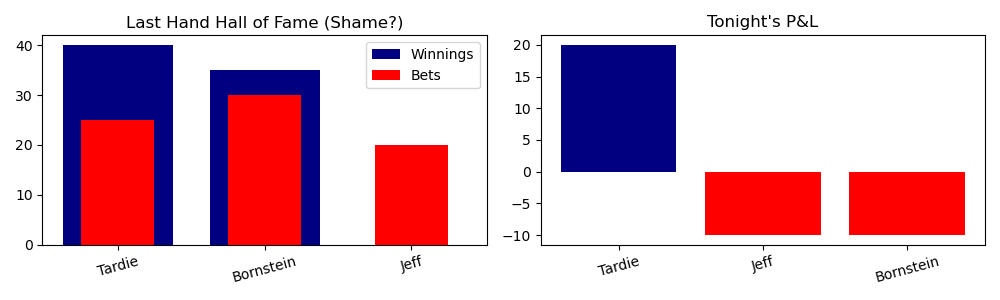 Last Hand Hall of Fame (Shame?)
40
30
20
10
0
Winnings
Bets
Tardie
Bornstein
Jeff
Tonight's P&L
20
15
10
5
0
−5
−10
Tardie
Jeff
Bornstein